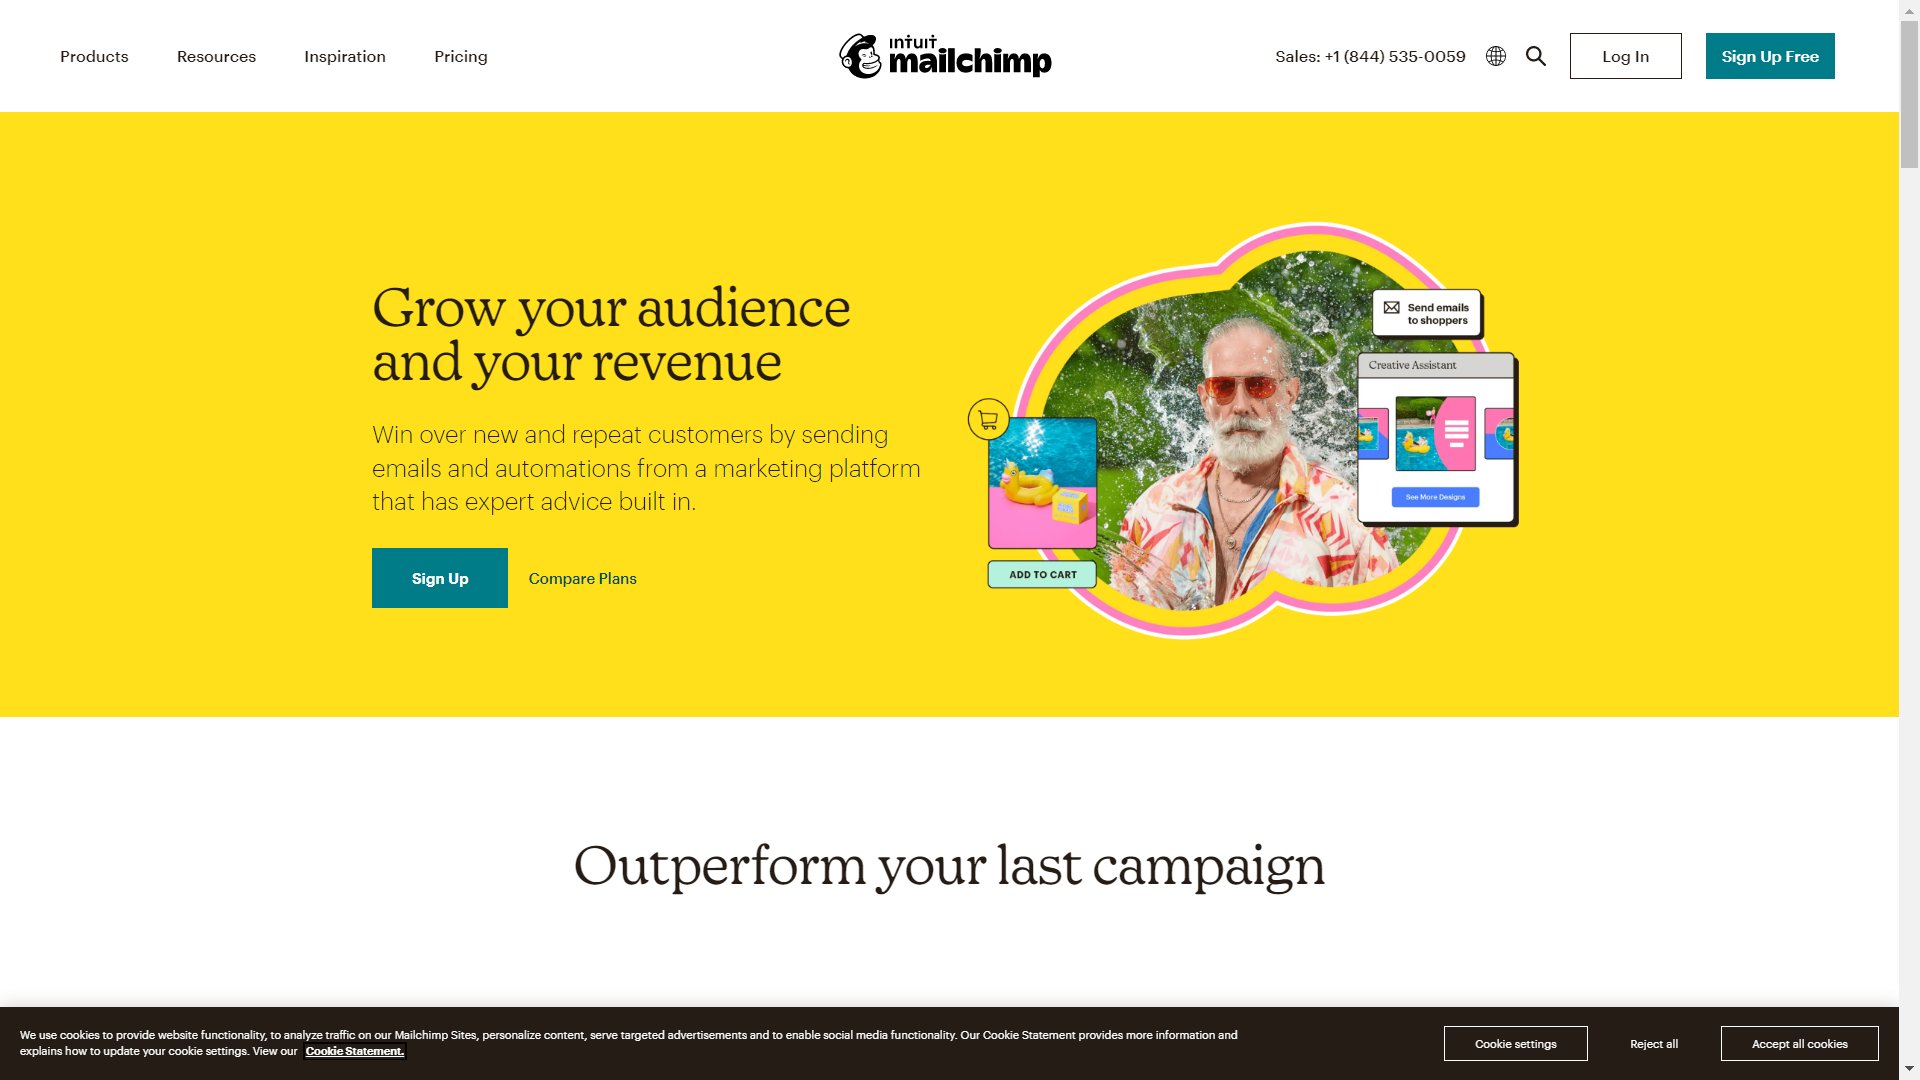 Products
Resources
Inspiration
Pricing
intuit
mailchimp
Sales: +1 (844) 535-0059
Log In
Sign Up Free
Grow your audience
and your revenue
Win over new and repeat customers by sending
emails and automations from a marketing platform
that has expert advice built in.
Sign Up
Compare Plans
Send emails
to shoppers
Creative Assistant
See More Designs
ADD TO CART
Outperform your last campaign
We use cookies to provide website functionality, to analyze traffic on our Mailchimp Sites, personalize content, serve targeted advertisements and to enable social media functionality. Our Cookie Statement provides more information and
explains how to update your cookie settings. View our Cookie Statement.
Cookie settings
Reject all
Accept all cookies